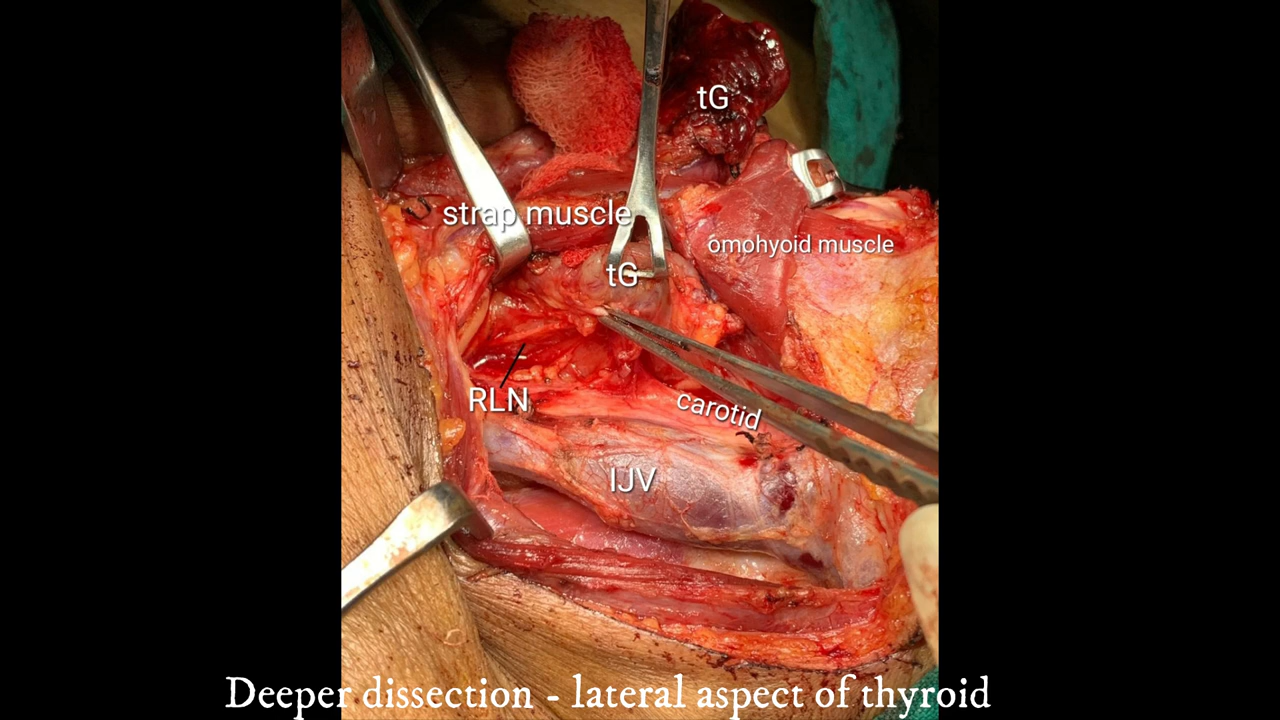 tG
strap muscle
omohyoid muscle
tG
RLN
carotid
IJV
Deeper dissection - lateral aspect of thyroid